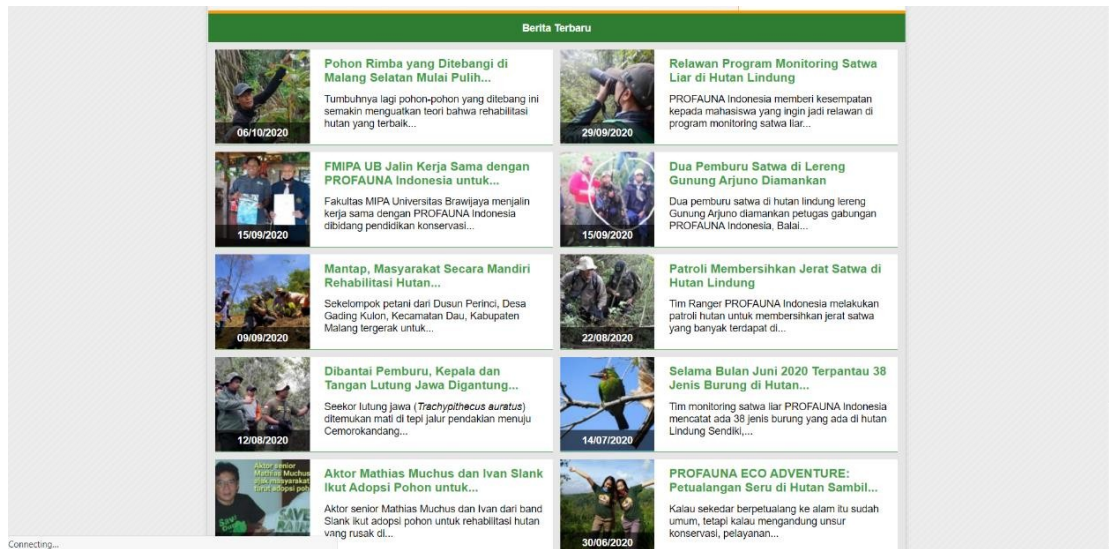 Berita Terbaru
Pohon Rimba yang Ditebangi di
Malang Selatan Mulai Pulih...
Tumbuhnya lagi pohon-pohon yang ditebang ini
semakin menguatkan teori bahwa rehabilitasi
hutan yang terbaik...
06/10/2020
Relawan Program Monitoring Satwa
Liar di Hutan Lindung
PROFAUNA Indonesia memberi kesempatan
kepada mahasiswa yang ingin jadi relawan di
program monitoring satwa liar...
29/09/2020
FMIPA UB Jalin Kerja Sama dengan
PROFAUNA Indonesia untuk...
Fakultas MIPA Universitas Brawijaya menjalin
kerja sama dengan PROFAUNA Indonesia
dibidang pendidikan konservasi...
15/09/2020
Dua Pemburu Satwa di Lereng
Gunung Arjuno Diamankan
Dua pemburu satwa di hutan lindung lereng
Gunung Arjuno diamankan petugas gabungan
PROFAUNA Indonesia, Balai...
15/09/2020
Mantap, Masyarakat Secara Mandiri
Rehabilitasi Hutan...
Sekelompok petani dari Dusun Perinci, Desa
Gading Kulon, Kecamatan Dau, Kabupaten
Malang tergerak untuk...
09/09/2020
Patroli Membersihkan Jerat Satwa di
Hutan Lindung
Tim Ranger PROFAUNA Indonesia melakukan
patroli hutan untuk membersihkan jerat satwa
yang banyak terdapat di...
22/08/2020
Dibantai Pemburu, Kepala dan
Tangan Lutung Jawa Digantung...
Seekor lutung jawa (Trachypithecus auratus)
ditemukan mati di tepi jalur pendakian menuju
Cemorokandang...
12/08/2020
Selama Bulan Juni 2020 Terpantau 38
Jenis Burung di Hutan...
Tim monitoring satwa liar PROFAUNA Indonesia
mencatat ada 38 jenis burung yang ada di hutan
Lindung Sendiki,...
14/07/2020
Aktor senior
Mathias Muchus
ajak masyarakat
turut adopsi poh
SAVE
Aktor Mathias Muchus dan Ivan Slank
Ikut Adopsi Pohon untuk...
Aktor senior Mathias Muchus dan Ivan dari band
Slank ikut adopsi pohon untuk rehabilitasi hutan
yang rusak di...
PROFAUNA ECO ADVENTURE:
Petualangan Seru di Hutan Sambil...
Kalau sekedar berpetualang ke alam itu sudah
umum, tetapi kalau mengandung unsur
konservasi, pelayanan...
30/06/2020
Connecting...